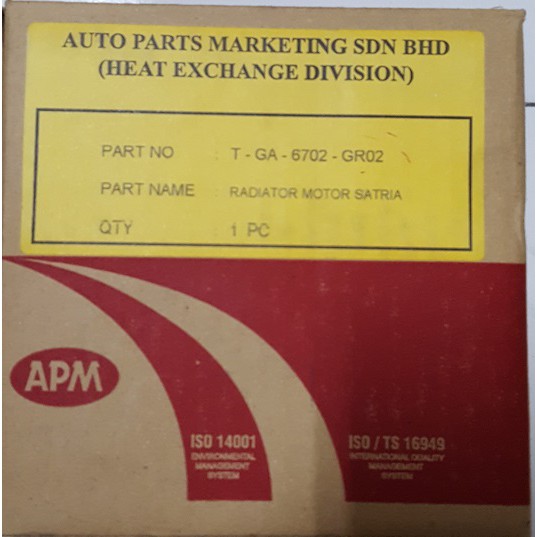 AUTO PARTS MARKETING SDN BHD
(HEAT EXCHANGE DIVISION)
PART NO : T - GA - 6702 - GR02
PART NAME : RADIATOR MOTOR SATRIA
QTY : 1 PC
APM
ISO 14001
ENVIRONMENTAL
MANAGEMENT
SYSTEM
ISO / TS 16949
INTERNATIONAL QUALITY
MANAGEMENT
SYSTEM